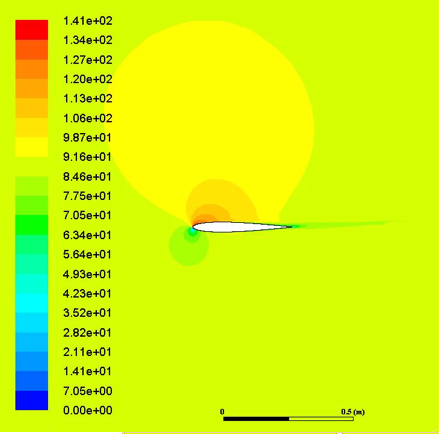 1.41e+02
1.34e+02
1.27e+02
1.20e+02
1.13e+02
1.06e+02
9.87e+01
9.16e+01
8.46e+01
7.75e+01
7.05e+01
6.34e+01
5.64e+01
4.93e+01
4.23e+01
3.52e+01
2.82e+01
2.11e+01
1.41e+01
7.05e+00
0.00e+00
0 0.5 (m)